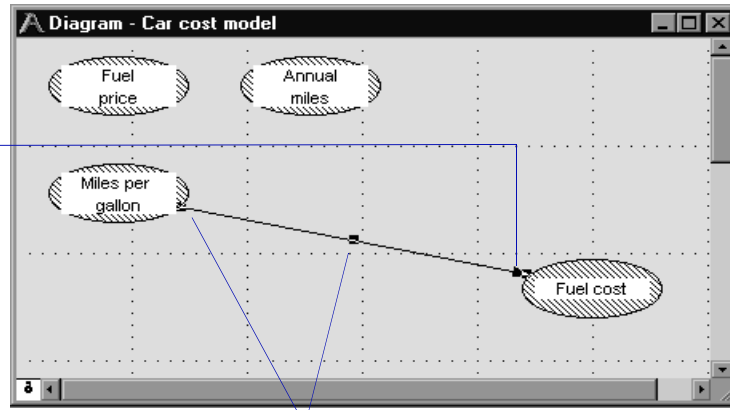 Diagram - Car cost model
Fuel
price
Annual
miles
Miles per
gallon
Fuel cost